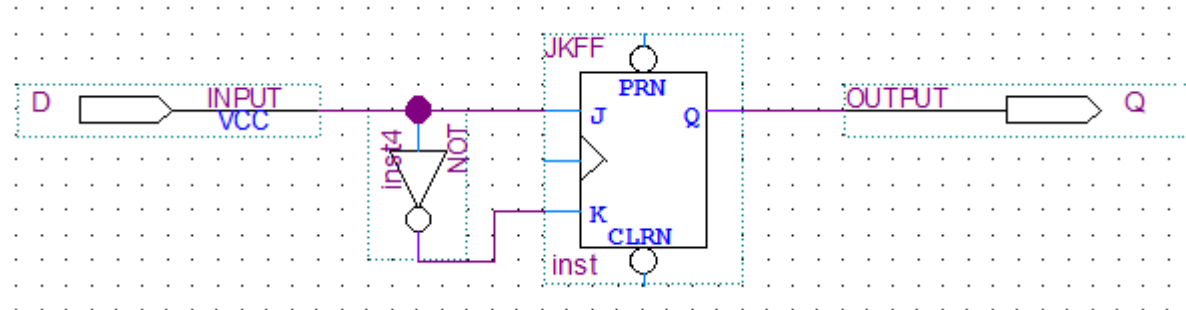 JKFF
D
INPUT
VCC
PRN
J
Q
OUTPUT
Q
inst4
NOT
K
CLRN
inst